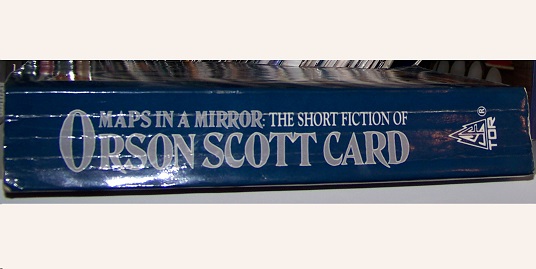 MAPS IN A MIRROR: THE SHORT FICTION OF
ORSON SCOTT CARD
TOR®